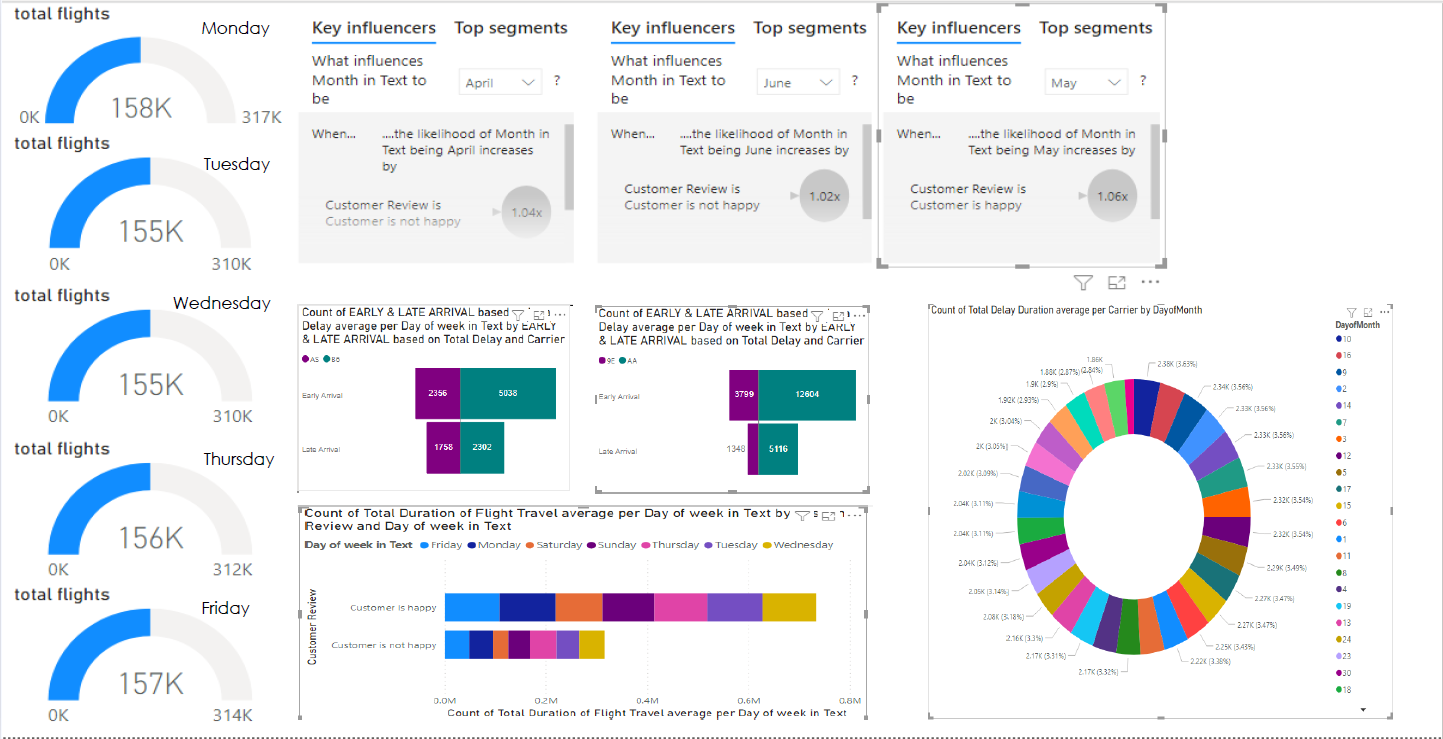 total flights
Monday
158K
0K
317K
total flights
Tuesday
155K
0K
310K
total flights
Wednesday
155K
0K
310K
total flights
Thursday
156K
0K
312K
total flights
Friday
157K
0K
314K
Key influencers Top segments
What influences
Month in Text to
be
April
?
When... ....the likelihood of Month in
Text being April increases
by
Customer Review is
Customer is not happy
1.04x
Key influencers Top segments
What influences
Month in Text to
be
June
?
When... ....the likelihood of Month in
Text being June increases by
Customer Review is
Customer is not happy
1.02x
Key influencers Top segments
What influences
Month in Text to
be
May
?
When... ....the likelihood of Month in
Text being May increases by
Customer Review is
Customer is happy
1.06x
Count of EARLY & LATE ARRIVAL based
Delay average per Day of week in Text by EARLY
& LATE ARRIVAL based on Total Delay and Carrier
AS B6
Early Arrival 2356 5038
Late Arrival 1758 2302
Count of EARLY & LATE ARRIVAL based
Delay average per Day of week in Text by EARLY
& LATE ARRIVAL based on Total Delay and Carrier
9E AA
Early Arrival 3799 12604
Late Arrival 1348 5116
Count of Total Duration of Flight Travel average per Day of week in Text by
Review and Day of week in Text
Day of week in Text Friday Monday Saturday Sunday Thursday Tuesday Wednesday
Customer Review
Customer is happy
Customer is not happy
0.0M 0.2M 0.4M 0.6M 0.8M
Count of Total Duration of Flight Travel average per Day of week in Text
Count of Total Delay Duration average per Carrier by DayofMonth
2.38K (3.63%)
2.34K (3.56%)
2.33K (3.56%)
2.33K (3.56%)
2.33K (3.55%)
2.32K (3.54%)
2.32K (3.54%)
2.29K (3.49%)
2.27K (3.47%)
2.27K (3.47%)
2.25K (3.43%)
2.22K (3.38%)
2.17K (3.32%)
2.17K (3.31%)
2.16K (3.3%)
2.08K (3.18%)
2.05K (3.14%)
2.04K (3.12%)
2.04K (3.11%)
2.04K (3.11%)
2.02K (3.09%)
2K (3.05%)
2K (3.04%)
1.92K (2.93%)
1.9K (2.9%)
1.88K (2.87%)
1.86K
(2.84%)
DayofMonth
10
16
9
2
14
7
3
12
5
17
15
6
1
11
8
4
19
13
24
23
30
18